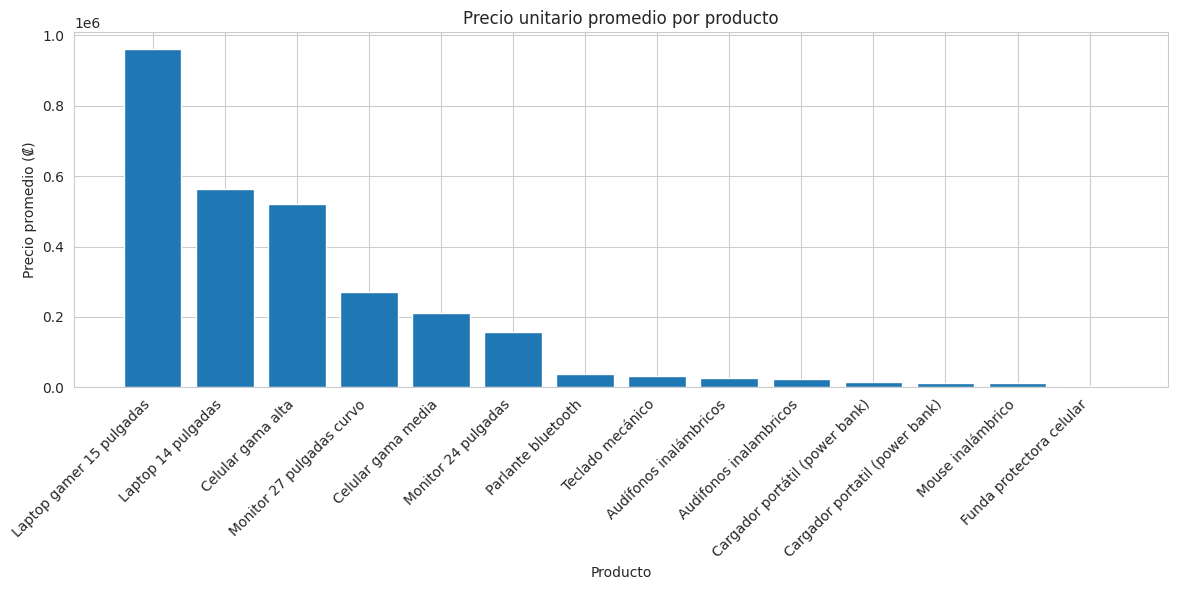 Precio unitario promedio por producto
1e6
Precio promedio (₡)
1.0
0.8
0.6
0.4
0.2
0.0
Laptop gamer 15 pulgadas
Laptop 14 pulgadas
Celular gama alta
Monitor 27 pulgadas curvo
Celular gama media
Monitor 24 pulgadas
Parlante bluetooth
Teclado mecánico
Audífonos inalámbricos
Audífonos inalambricos
Cargador portátil (power bank)
Cargador portatil (power bank)
Mouse inalámbrico
Funda protectora celular
Producto